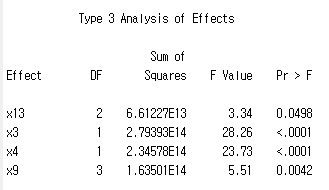 Type 3 Analysis of Effects
Sum of
Effect DF Squares F Value Pr > F
x13 2 6.61227E13 3.34 0.0498
x3 1 2.79393E14 28.26 <.0001
x4 1 2.34578E14 23.73 <.0001
x9 3 1.63501E14 5.51 0.0042